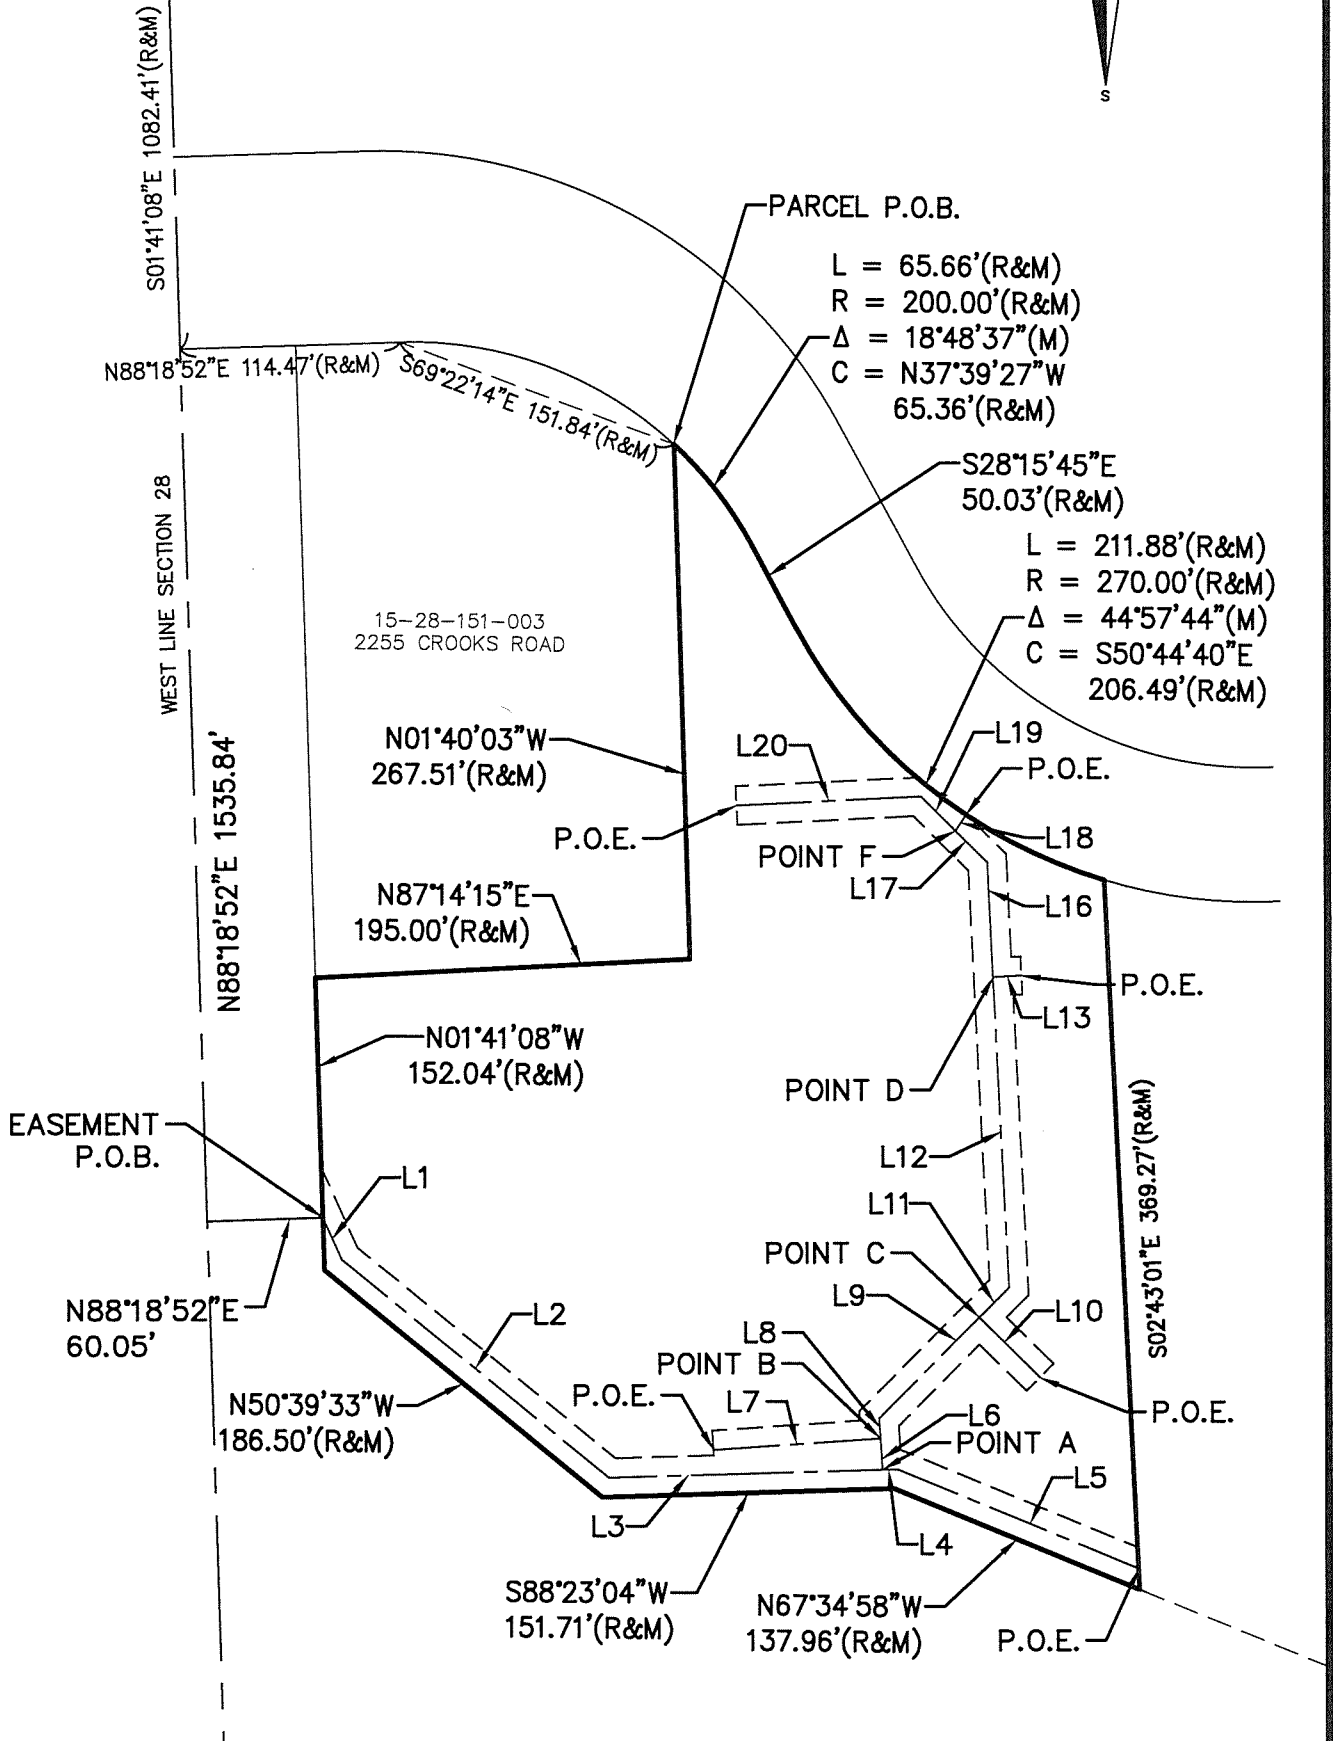 S
S01°41'08"E 1082.41'(R&M)
PARCEL P.O.B.
L = 65.66'(R&M)
R = 200.00'(R&M)
Δ = 18°48'37"(M)
C = N37°39'27"W
65.36'(R&M)
N88°18'52"E 114.47'(R&M)
S69°22'14"E 151.84'(R&M)
S28°15'45"E
50.03'(R&M)
L = 211.88'(R&M)
R = 270.00'(R&M)
Δ = 44°57'44"(M)
C = S50°44'40"E
206.49'(R&M)
WEST LINE SECTION 28
15-28-151-003
2255 CROOKS ROAD
N88°18'52"E 1535.84'
N01°40'03"W
267.51'(R&M)
L20
L19
P.O.E.
P.O.E.
L18
POINT F
L17
L16
N87°14'15"E
195.00'(R&M)
P.O.E.
L13
N01°41'08"W
152.04'(R&M)
POINT D
EASEMENT
P.O.B.
L12
L1
L11
S02°43'01"E 369.27'(R&M)
POINT C
L9
L10
N88°18'52"E
60.05'
L2
L8
POINT B
P.O.E.
L7
N50°39'33"W
186.50'(R&M)
L6
P.O.E.
POINT A
L5
L3
L4
S88°23'04"W
151.71'(R&M)
N67°34'58"W
137.96'(R&M)
P.O.E.